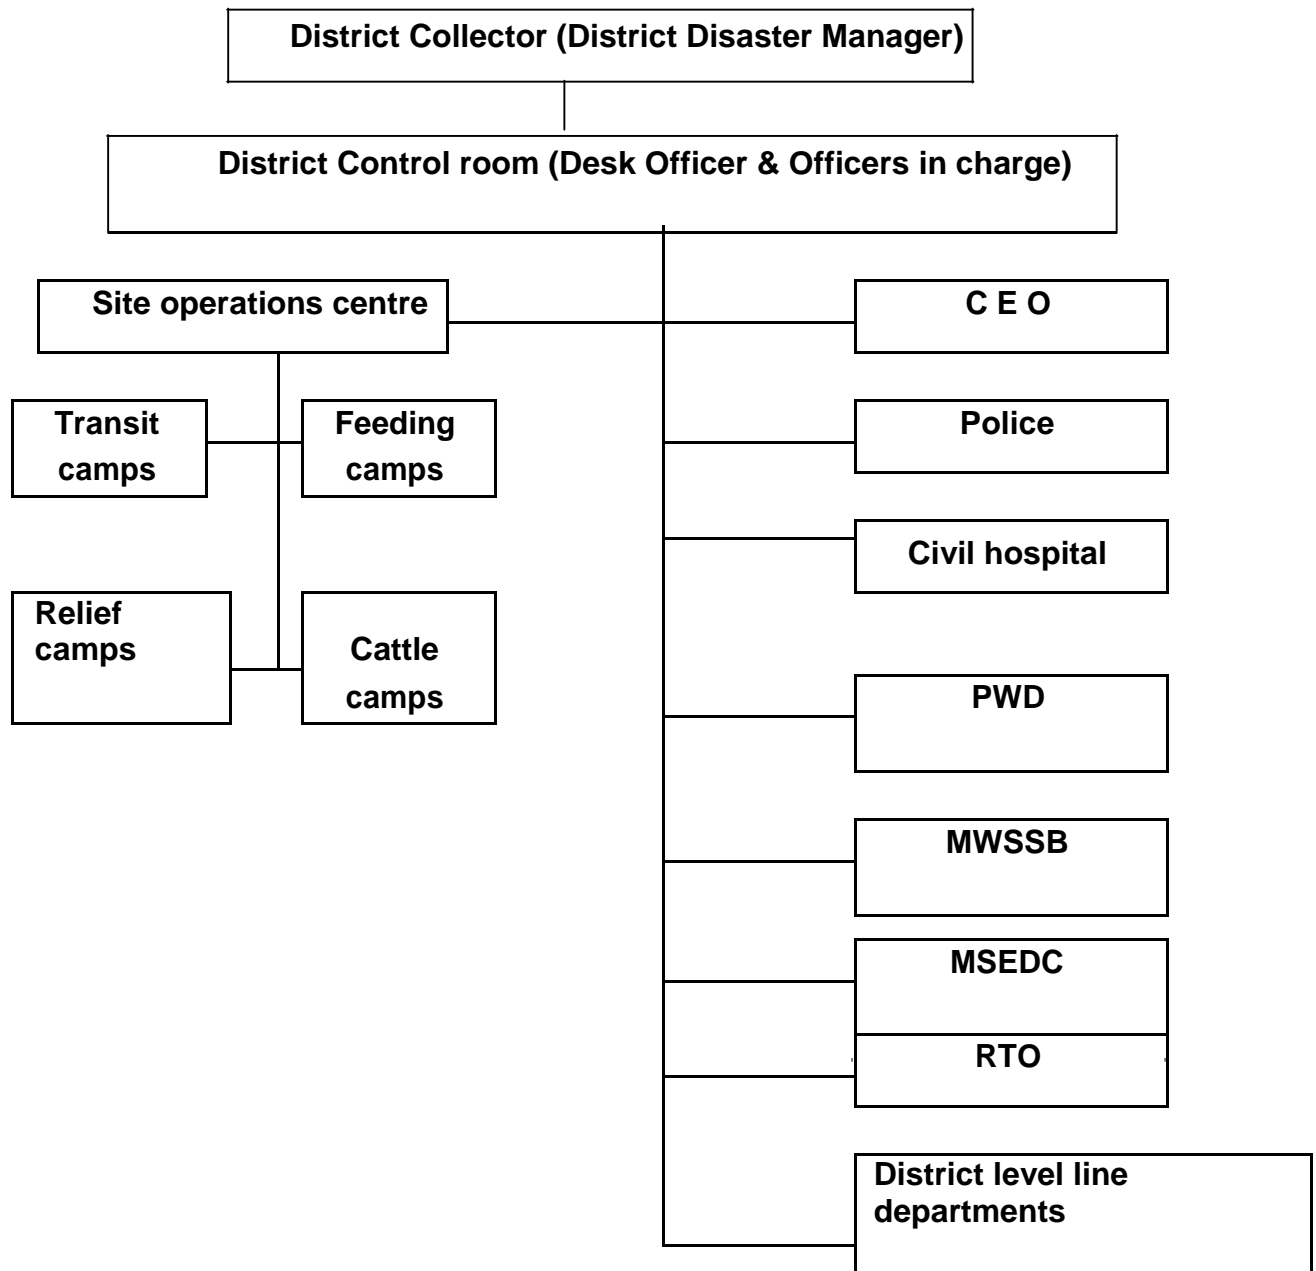 District Collector (District Disaster Manager)
District Control room (Desk Officer & Officers in charge)
Site operations centre
C E O
Transit
camps
Feeding
camps
Police
Civil hospital
Relief
camps
Cattle
camps
PWD
MWSSB
MSEDC
RTO
District level line
departments